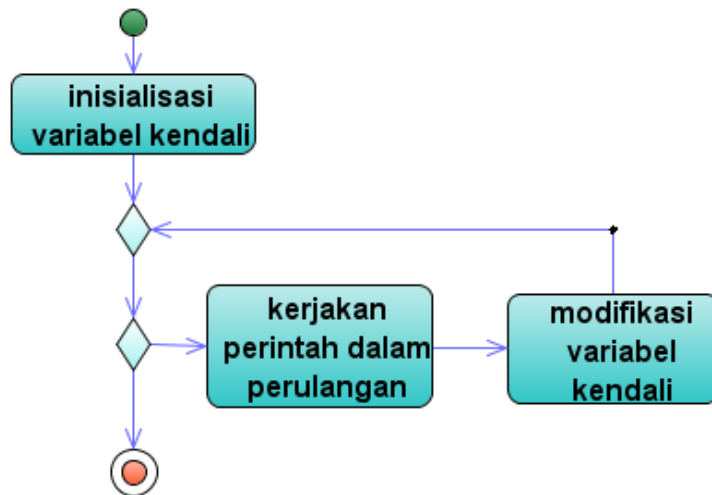 inisialisasi
variabel kendali
kerjakan
perintah dalam
perulangan
modifikasi
variabel
kendali